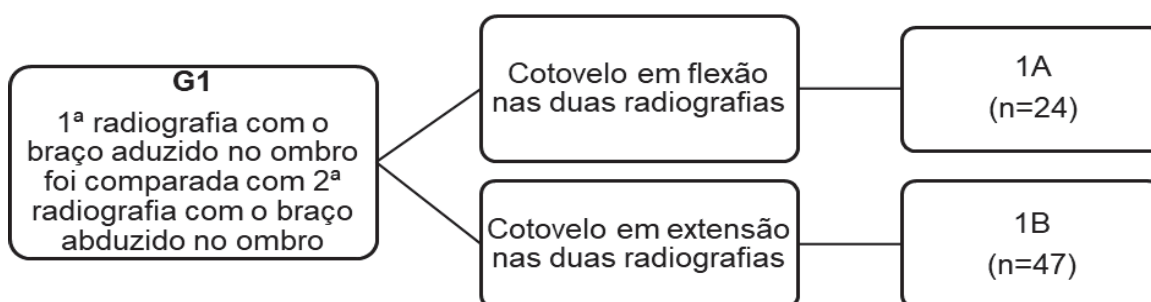 G1
1ª radiografia com o
braço aduzido no ombro
foi comparada com 2ª
radiografia com o braço
abduzido no ombro
Cotovelo em flexão
nas duas radiografias
1A
(n=24)
Cotovelo em extensão
nas duas radiografias
1B
(n=47)